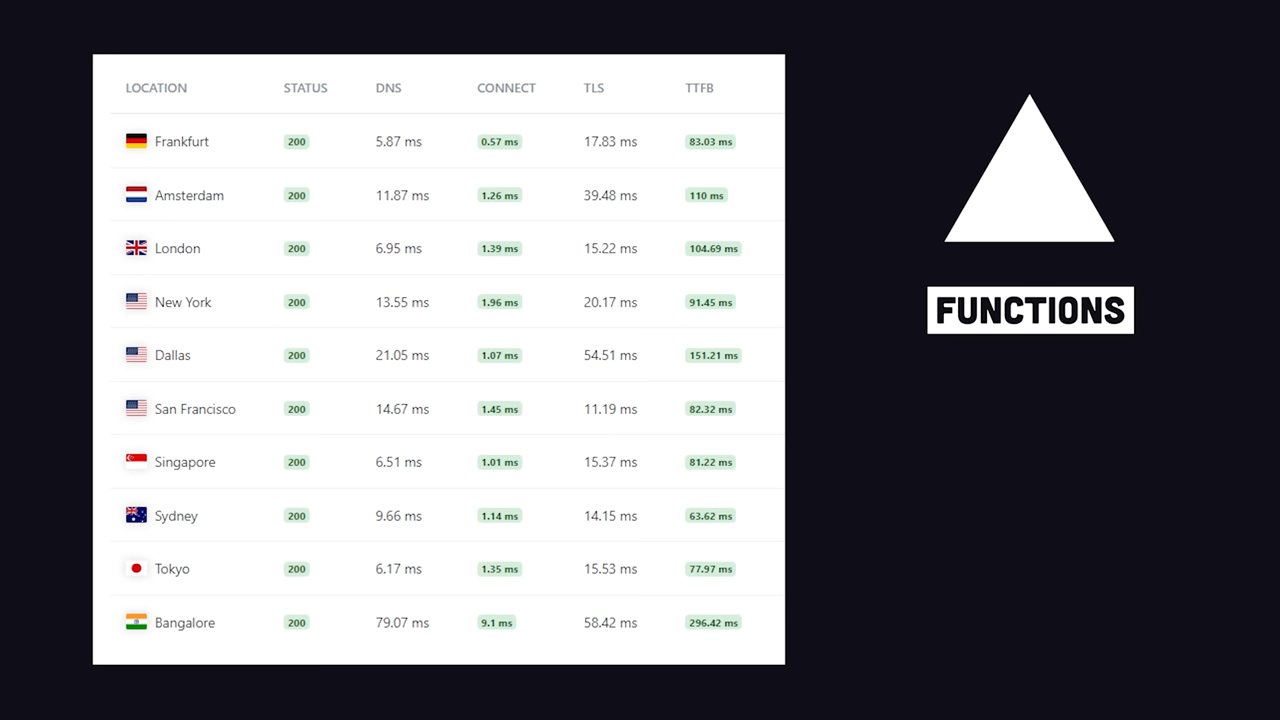 LOCATION STATUS DNS CONNECT TLS TTFB
Frankfurt 200 5.87 ms 0.57 ms 17.83 ms 83.03 ms
Amsterdam 200 11.87 ms 1.26 ms 39.48 ms 110 ms
London 200 6.95 ms 1.39 ms 15.22 ms 104.69 ms
New York 200 13.55 ms 1.96 ms 20.17 ms 91.45 ms
Dallas 200 21.05 ms 1.07 ms 54.51 ms 151.21 ms
San Francisco 200 14.67 ms 1.45 ms 11.19 ms 82.32 ms
Singapore 200 6.51 ms 1.01 ms 15.37 ms 81.22 ms
Sydney 200 9.66 ms 1.14 ms 14.15 ms 63.62 ms
Tokyo 200 6.17 ms 1.35 ms 15.53 ms 77.97 ms
Bangalore 200 79.07 ms 9.1 ms 58.42 ms 296.42 ms
FUNCTIONS